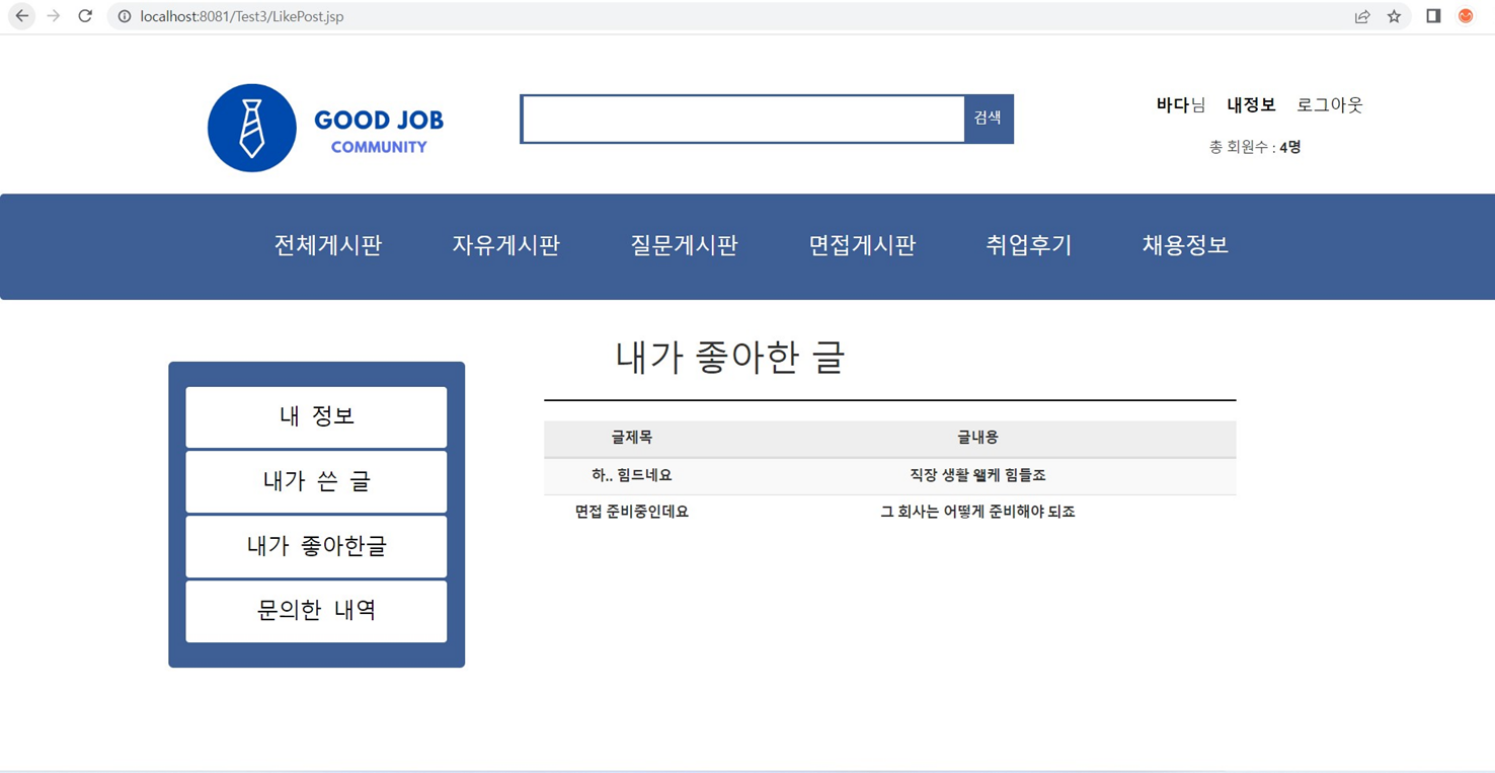 localhost:8081/Test3/LikePost.jsp
GOOD JOB
COMMUNITY
검색
바다님 내정보 로그아웃
총 회원수 : 4명
전체게시판 자유게시판 질문게시판 면접게시판 취업후기 채용정보
내 정보
내가 쓴 글
내가 좋아한글
문의한 내역
내가 좋아한 글
글제목 글내용
하.. 힘드네요 직장 생활 웰케 힘들죠
면접 준비중인데요 그 회사는 어떻게 준비해야 되죠